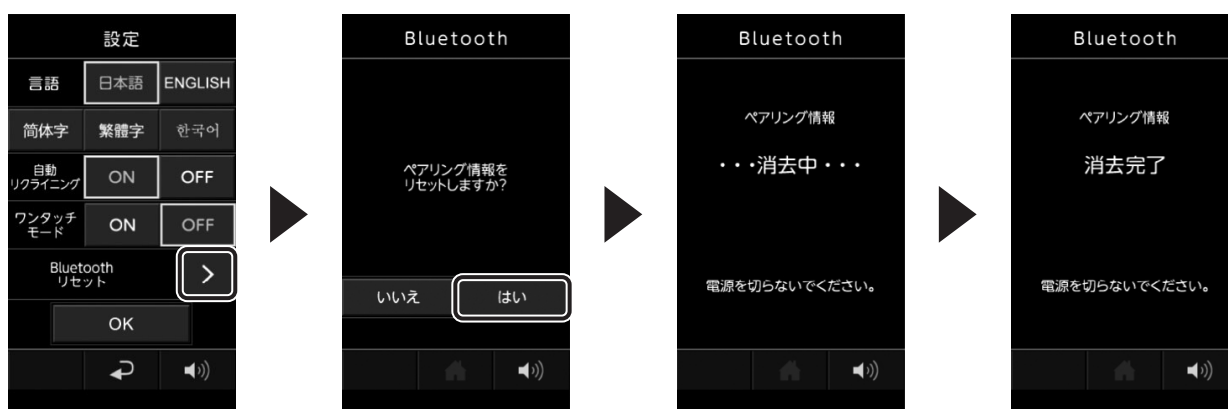 設定
言語 日本語 ENGLISH
简体字 繁體字 한국어
自動
リクライニング ON OFF
ワンタッチ
モード ON OFF
Bluetooth
リセット >
OK
Bluetooth
ペアリング情報を
リセットしますか?
いいえ はい
Bluetooth
ペアリング情報
・・・消去中・・・
電源を切らないでください。
Bluetooth
ペアリング情報
消去完了
電源を切らないでください。